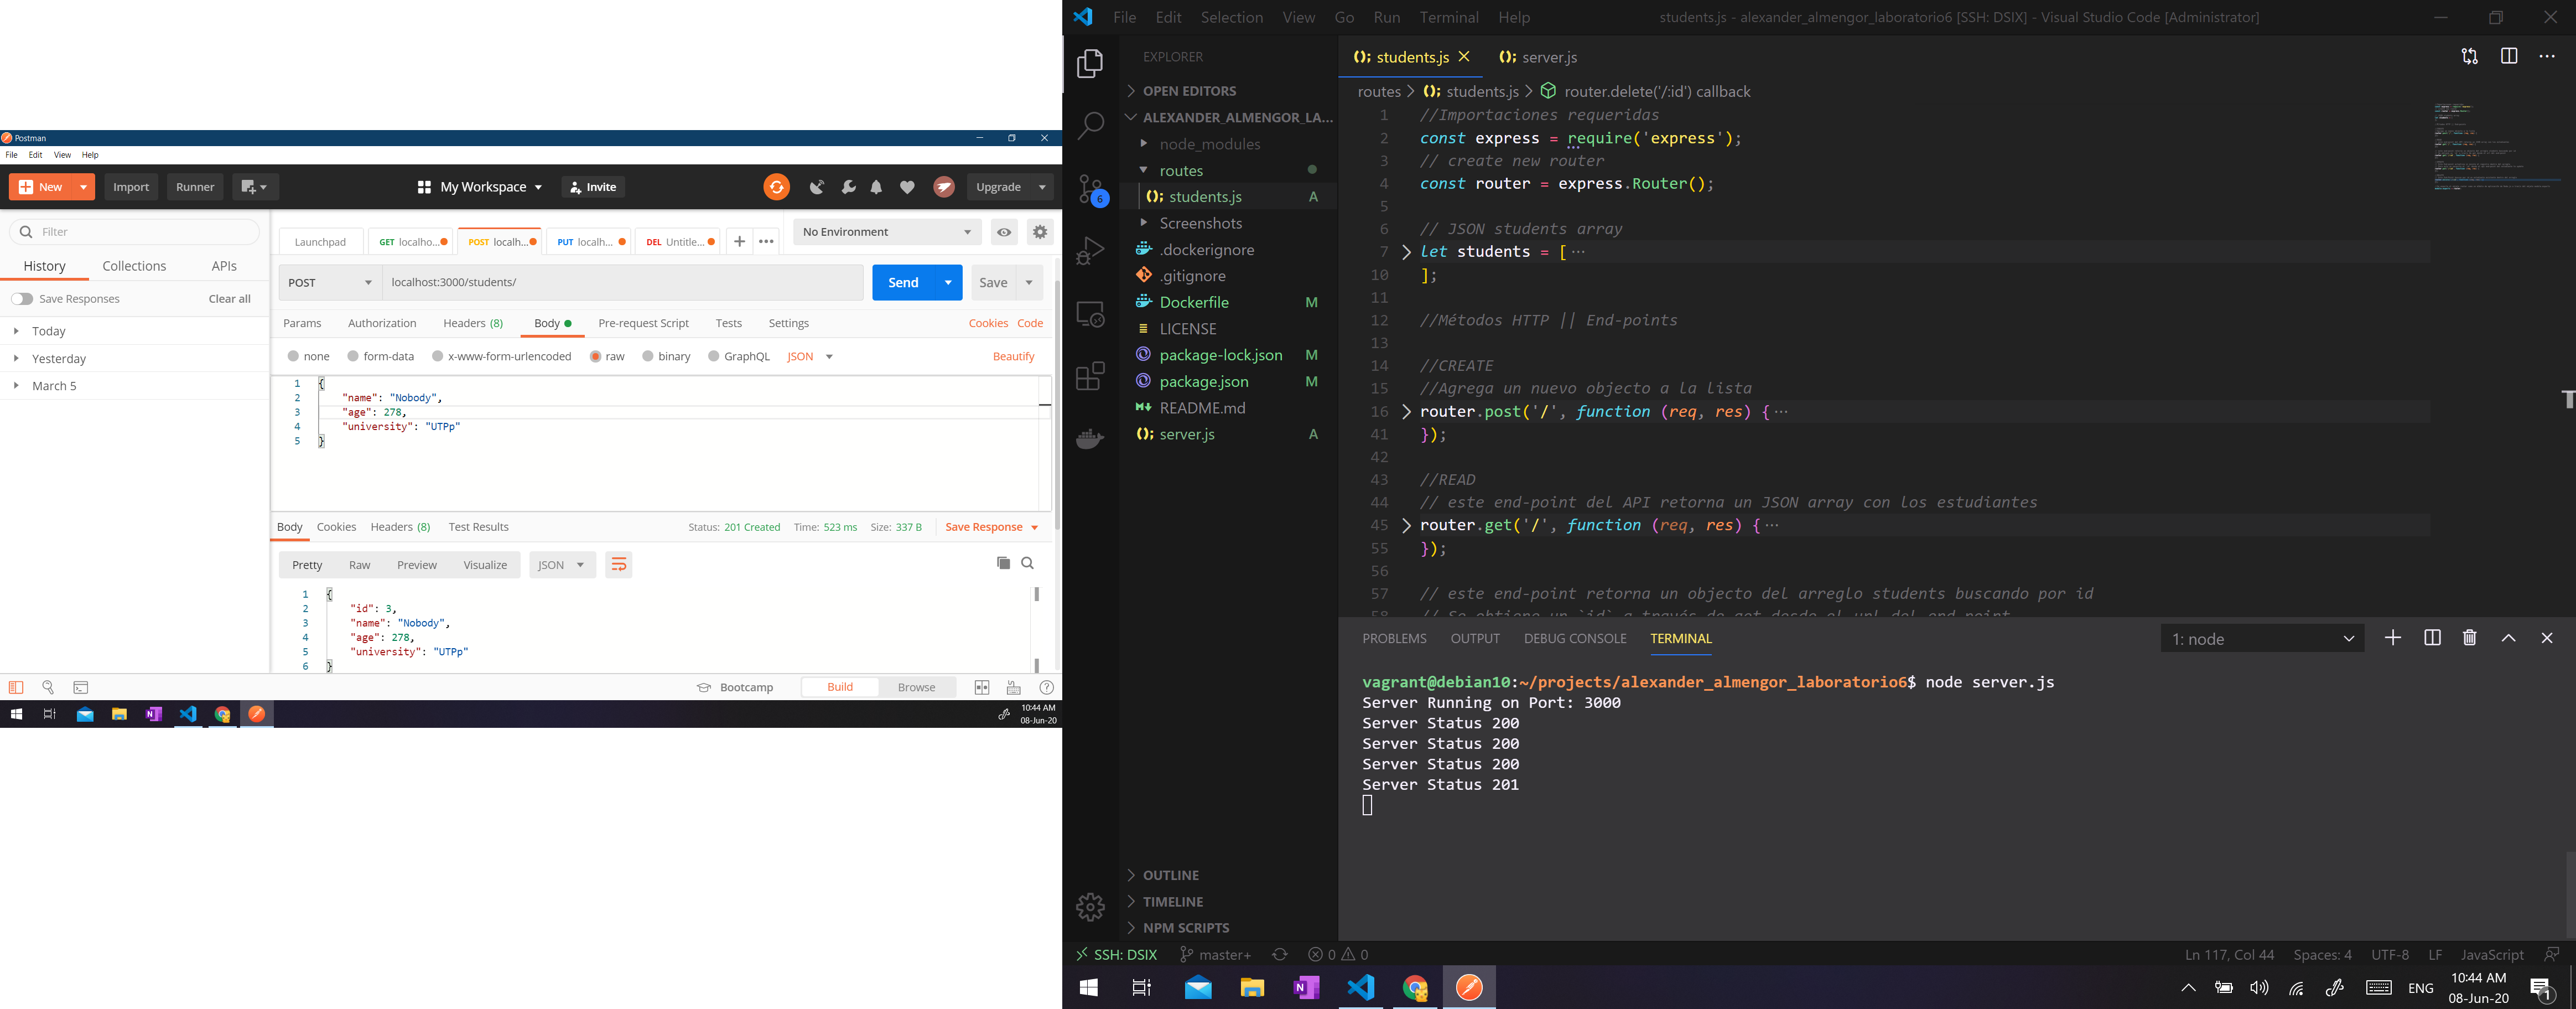 Postman
File Edit View Help
New Import Runner My Workspace Invite Upgrade
Filter
History Collections APIs
Save Responses Clear all
Today
Yesterday
March 5
Launchpad GET localho... POST localh... PUT localh... DEL Untitle... + ••• No Environment
POST localhost:3000/students/ Send Save
Params Authorization Headers (8) Body Pre-request Script Tests Settings Cookies Code
none form-data x-www-form-urlencoded raw binary GraphQL JSON Beautify
1 {
2 "name": "Nobody",
3 "age": 278,
4 "university": "UTPp"
5 }
Body Cookies Headers (8) Test Results Status: 201 Created Time: 523 ms Size: 337 B Save Response
Pretty Raw Preview Visualize JSON
1 {
2 "id": 3,
3 "name": "Nobody",
4 "age": 278,
5 "university": "UTPp"
6 }
Bootcamp Build Browse
10:44 AM
08-Jun-20
File Edit Selection View Go Run Terminal Help students.js - alexander_almengor_laboratorio6 [SSH: DSIX] - Visual Studio Code [Administrator]
EXPLORER
OPEN EDITORS
ALEXANDER_ALMENGOR_LA...
node_modules
routes
students.js A
Screenshots
.dockerignore
.gitignore
Dockerfile M
LICENSE
package-lock.json M
package.json M
README.md
server.js A
OUTLINE
TIMELINE
NPM SCRIPTS
6
students.js server.js
routes > students.js > router.delete('/:id') callback
1 //Importaciones requeridas
2 const express = require('express');
3 // create new router
4 const router = express.Router();
5
6 // JSON students array
7 let students = [ ···
10 ];
11
12 //Métodos HTTP || End-points
13
14 //CREATE
15 //Agrega un nuevo objecto a la lista
16 router.post('/', function (req, res) { ···
41 });
42
43 //READ
44 // este end-point del API retorna un JSON array con los estudiantes
45 router.get('/', function (req, res) { ···
55 });
56
57 // este end-point retorna un objecto del arreglo students buscando por id
58 // Se obtiene un `id` a través de get desde el url del end-point
PROBLEMS OUTPUT DEBUG CONSOLE TERMINAL 1: node
vagrant@debian10:~/projects/alexander_almengor_laboratorio6$ node server.js
Server Running on Port: 3000
Server Status 200
Server Status 200
Server Status 200
Server Status 201
SSH: DSIX master+ 0 0 Ln 117, Col 44 Spaces: 4 UTF-8 LF JavaScript
ENG 10:44 AM
08-Jun-20 1